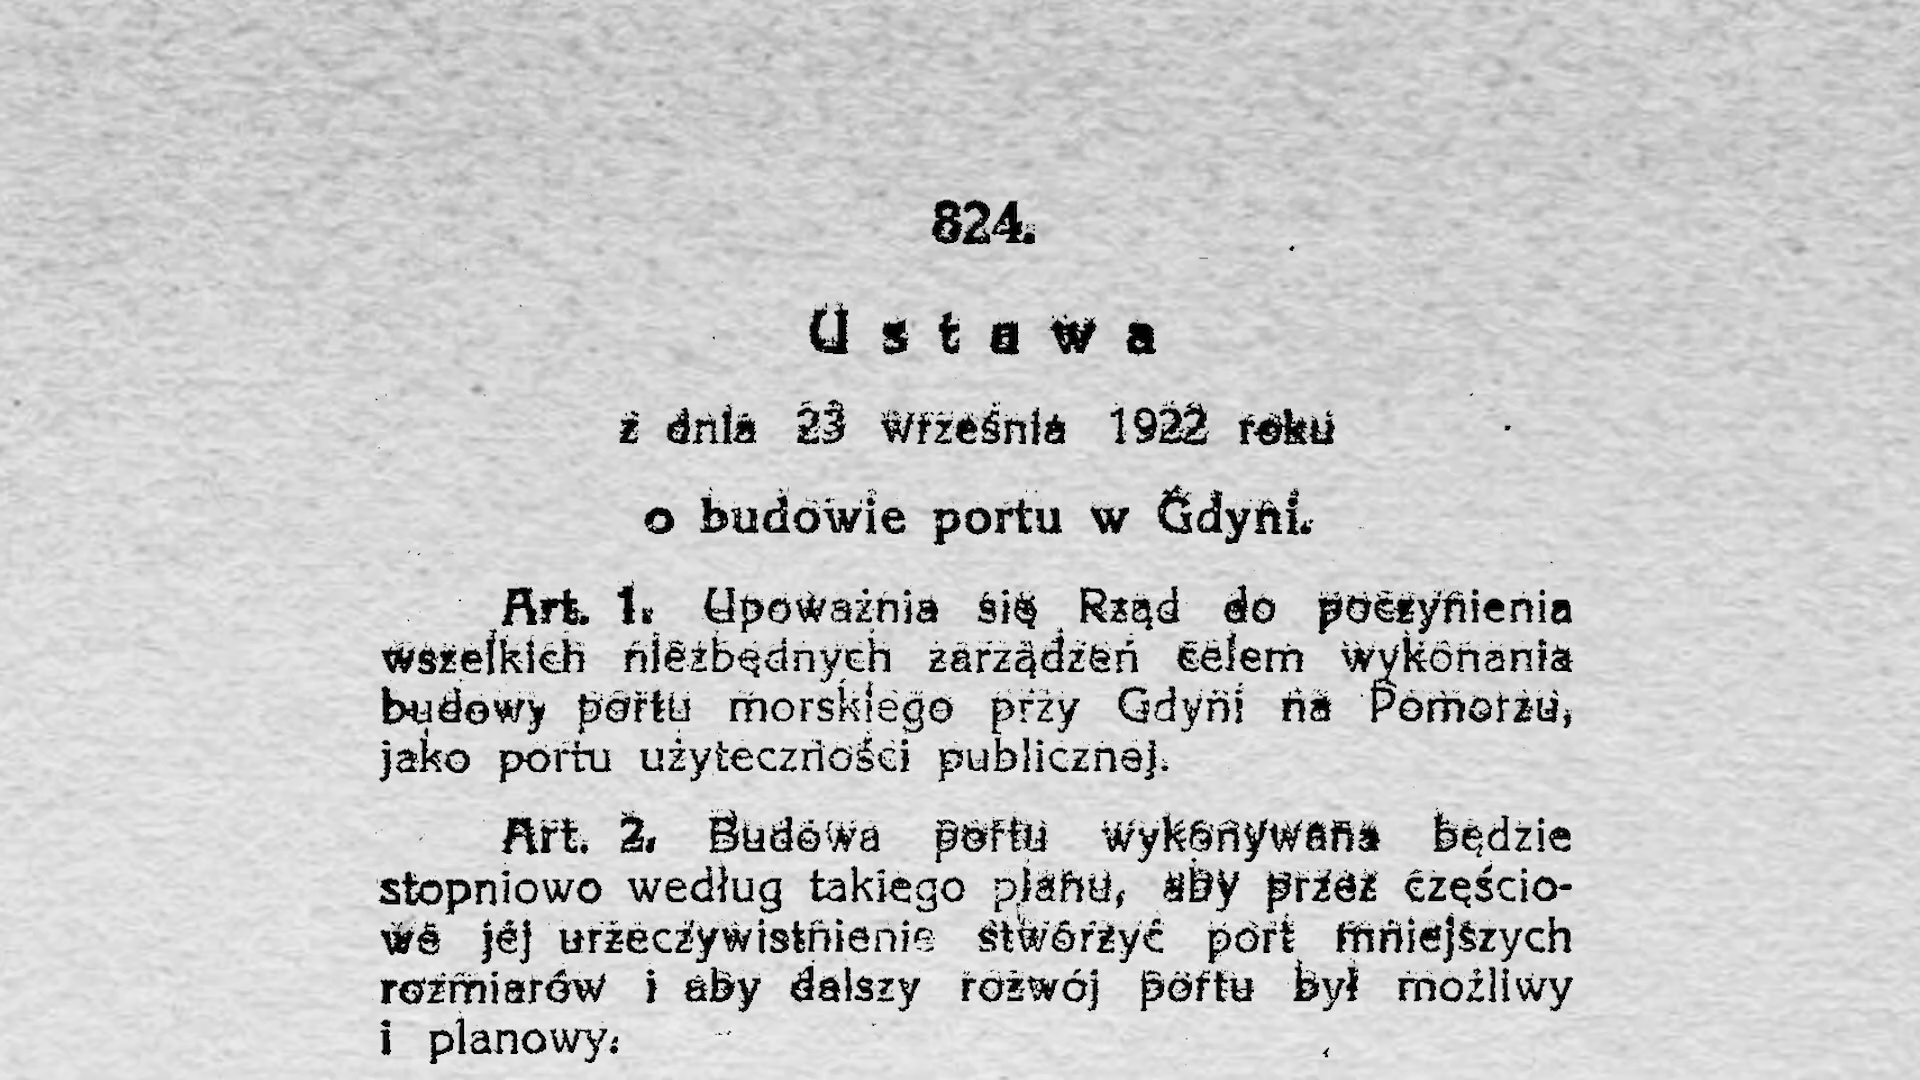 824.
Ustawa
z dnia 23 września 1922 roku
o budowie portu w Gdyni.
Art. 1. Upoważnia się Rząd do poczynienia
wszelkich niezbędnych zarządzeń celem wykonania
budowy portu morskiego przy Gdyni na Pomorzu,
jako portu użyteczności publicznej.
Art. 2. Budowa portu wykonywana będzie
stopniowo według takiego planu, aby przez częścio-
we jej urzeczywistnienie stworzyć port mniejszych
rozmiarów i aby dalszy rozwój portu był możliwy
i planowy.